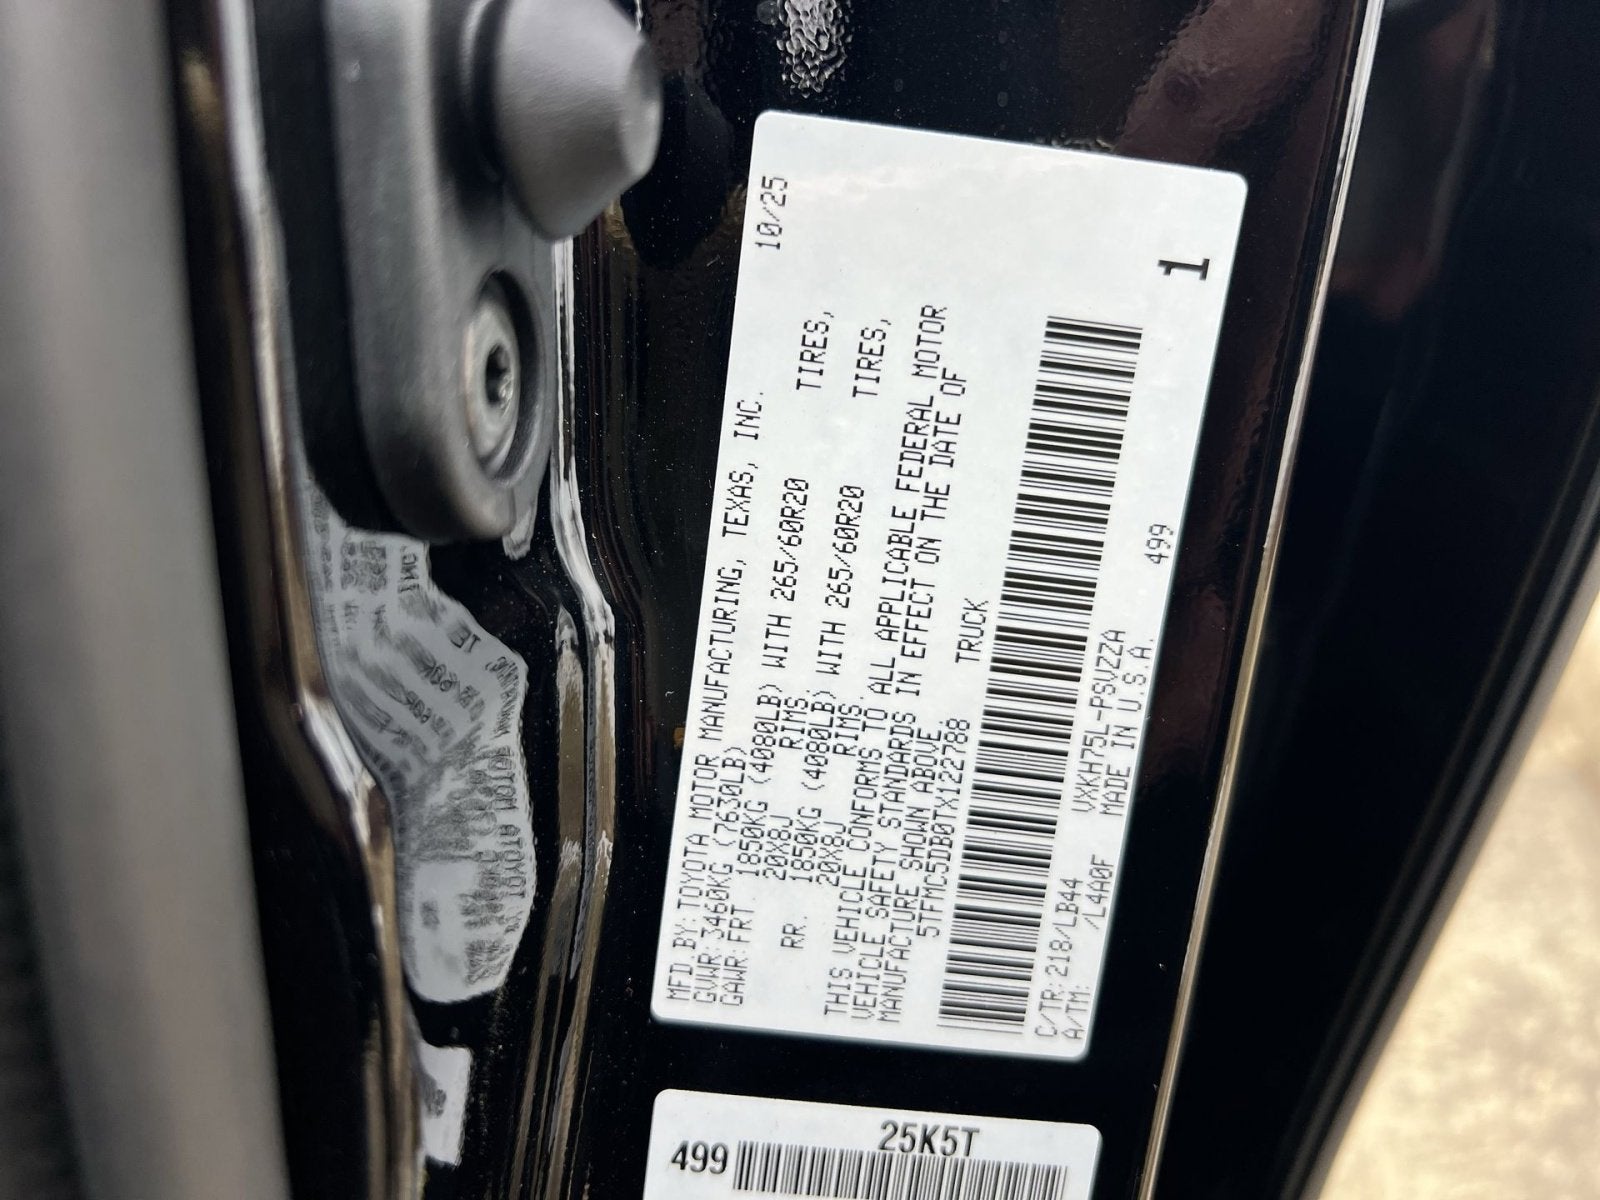 10/25
MFD.BY: TOYOTA MOTOR MANUFACTURING, TEXAS, INC.
GVWR: 3460KG (7630LB)
GAWR: FRT. 1850KG (4080LB) WITH 265/60R20 TIRES,
20X8J RIMS
RR. 1850KG (4080LB) WITH 265/60R20 TIRES,
20X8J RIMS
THIS VEHICLE CONFORMS TO ALL APPLICABLE FEDERAL MOTOR
VEHICLE SAFETY STANDARDS IN EFFECT ON THE DATE OF
MANUFACTURE SHOWN ABOVE
5TFMC5DB0TX122788 TRUCK
C/TR: 218/LB44 VXKH75L-PSVZZA 499
A/TM: /L4A0F MADE IN U.S.A. 1
25K5T
499